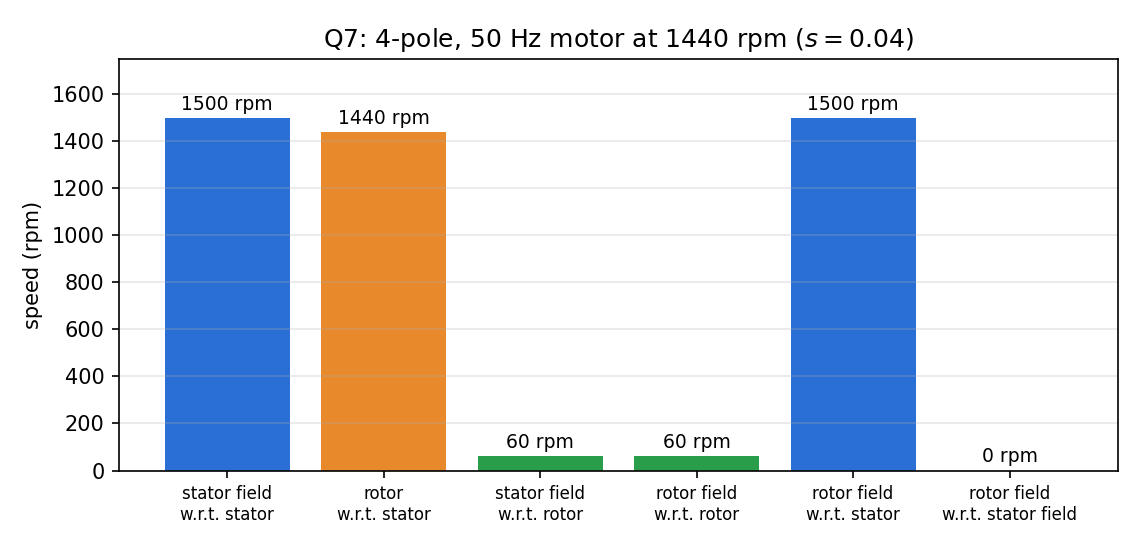 Q7: 4-pole, 50 Hz motor at 1440 rpm (s = 0.04)
speed (rpm)
1600
1400
1200
1000
800
600
400
200
0
1500 rpm
1440 rpm
60 rpm
60 rpm
1500 rpm
0 rpm
stator field
w.r.t. stator
rotor
w.r.t. stator
stator field
w.r.t. rotor
rotor field
w.r.t. rotor
rotor field
w.r.t. stator
rotor field
w.r.t. stator field